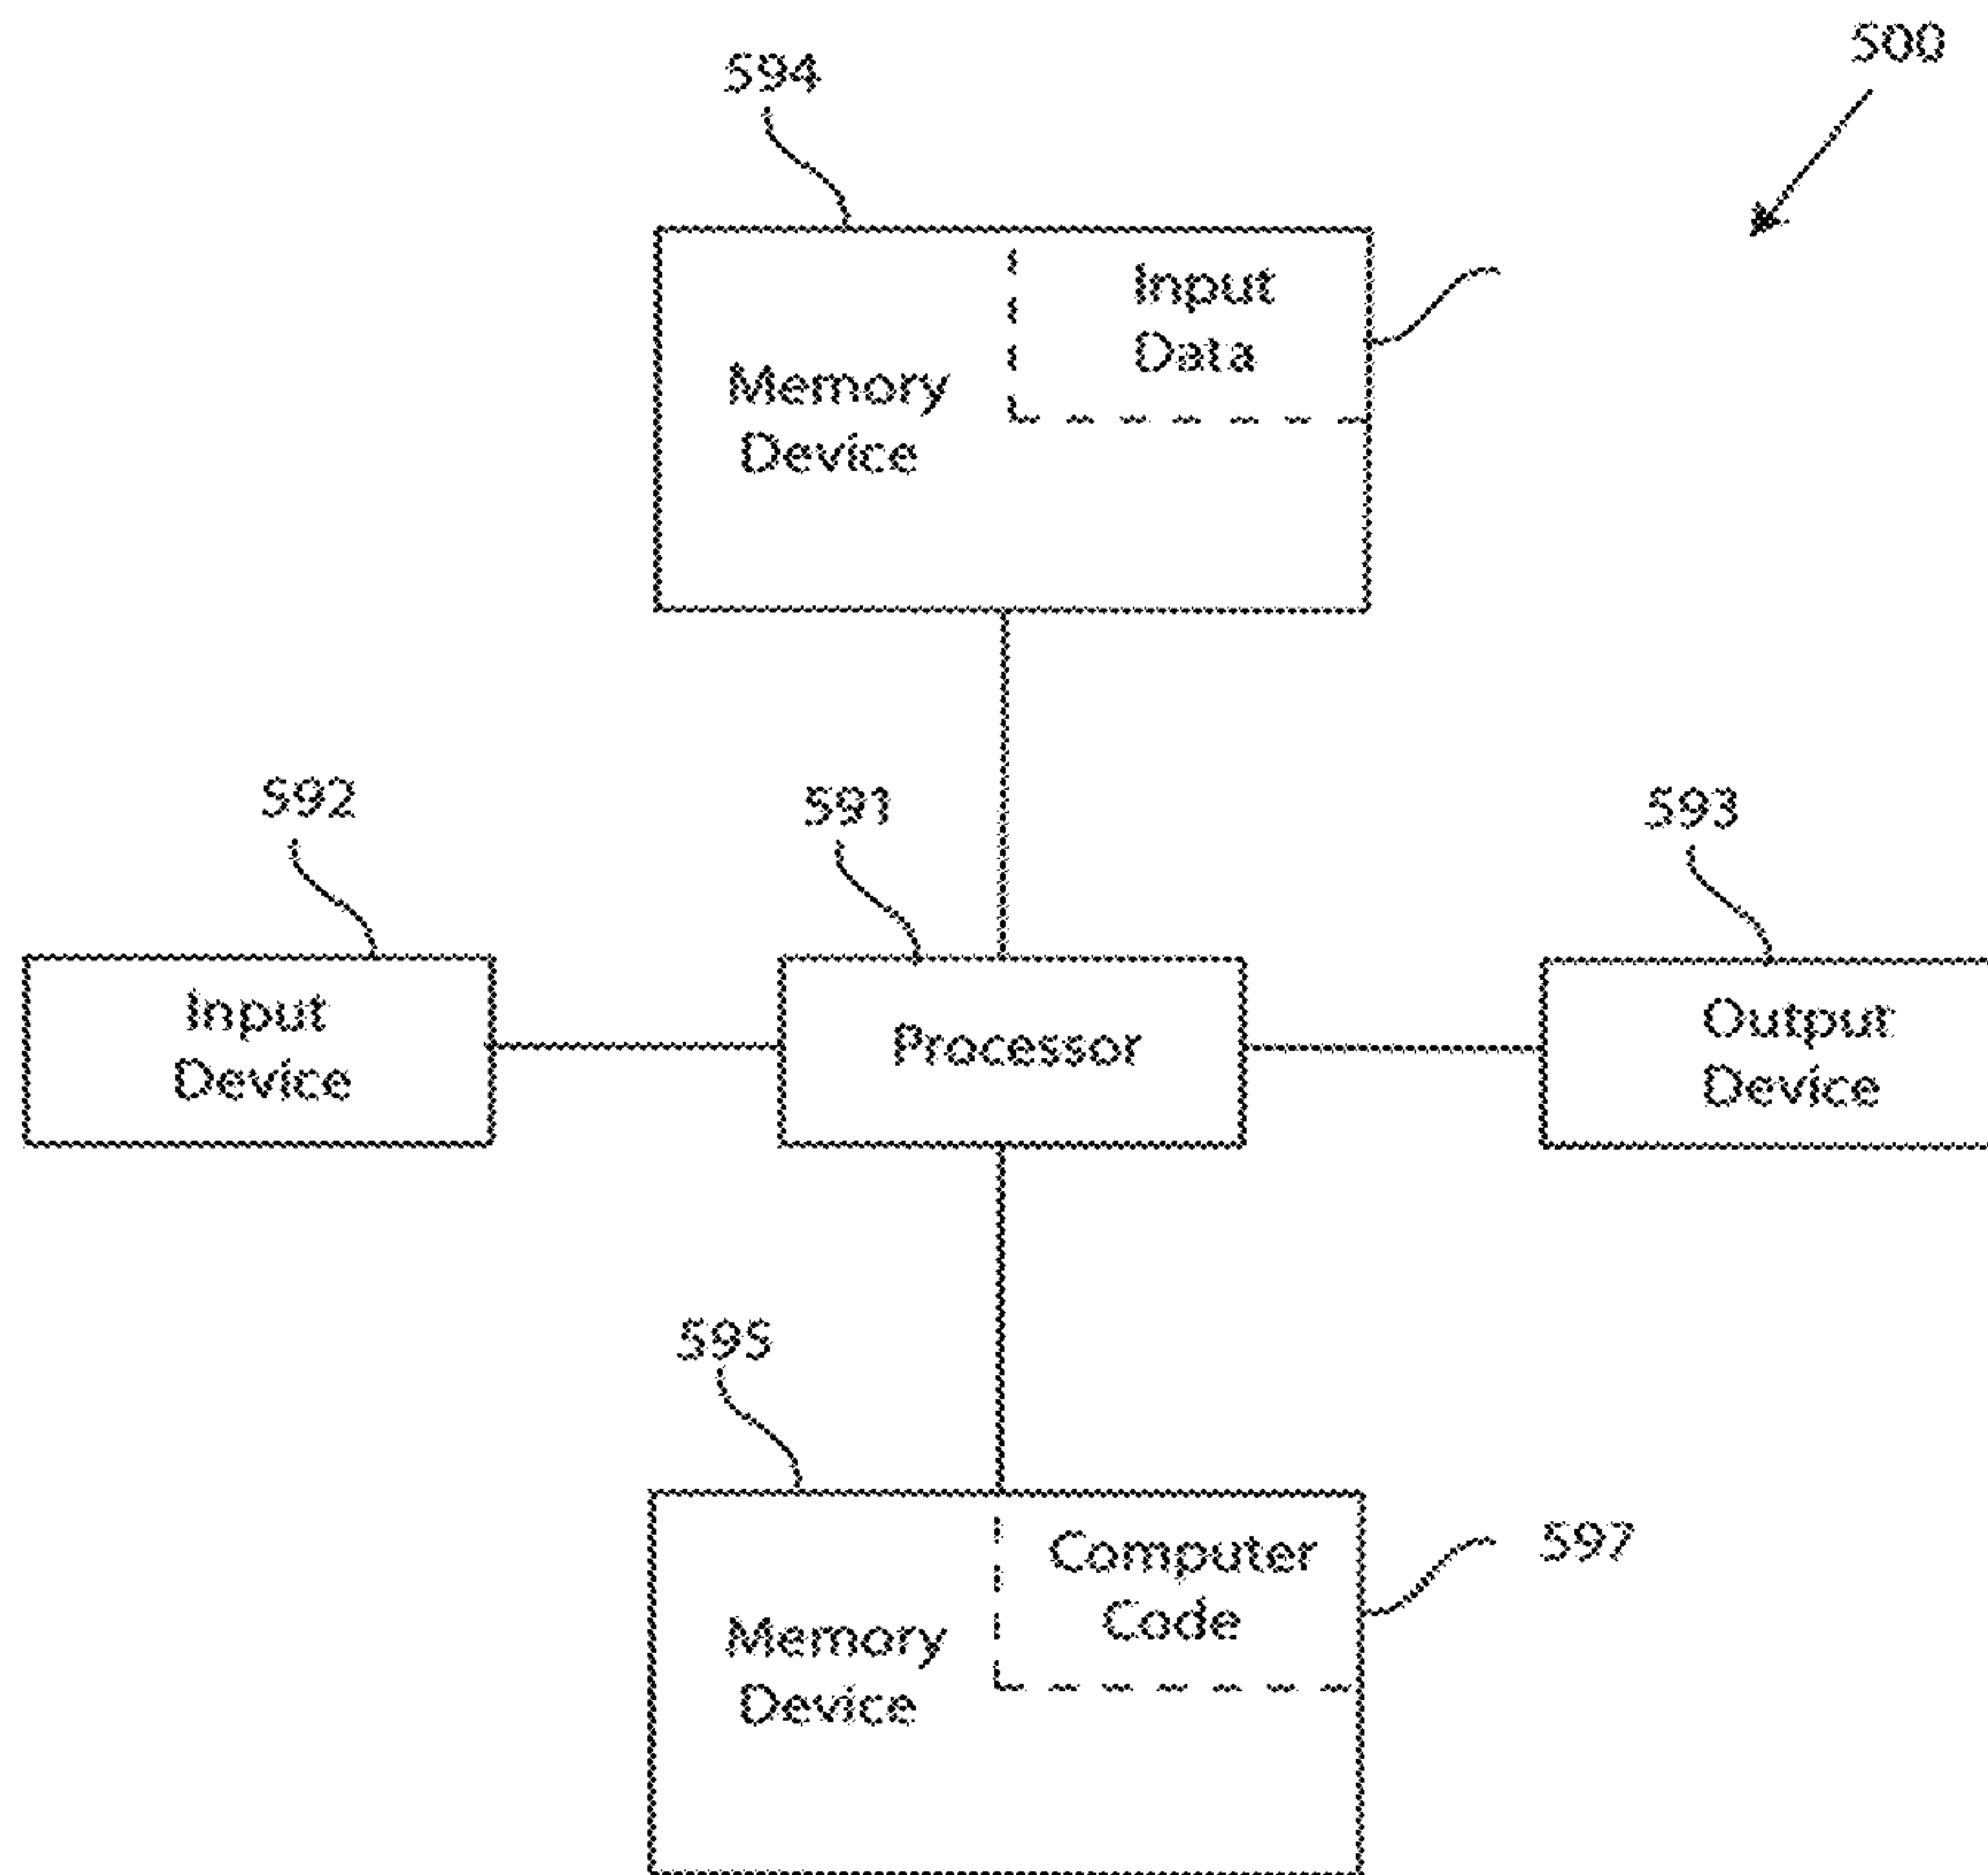 500
594
Input
Data
Memory
Device
592
591
593
Input
Device
Processor
Output
Device
595
597
Computer
Code
Memory
Device